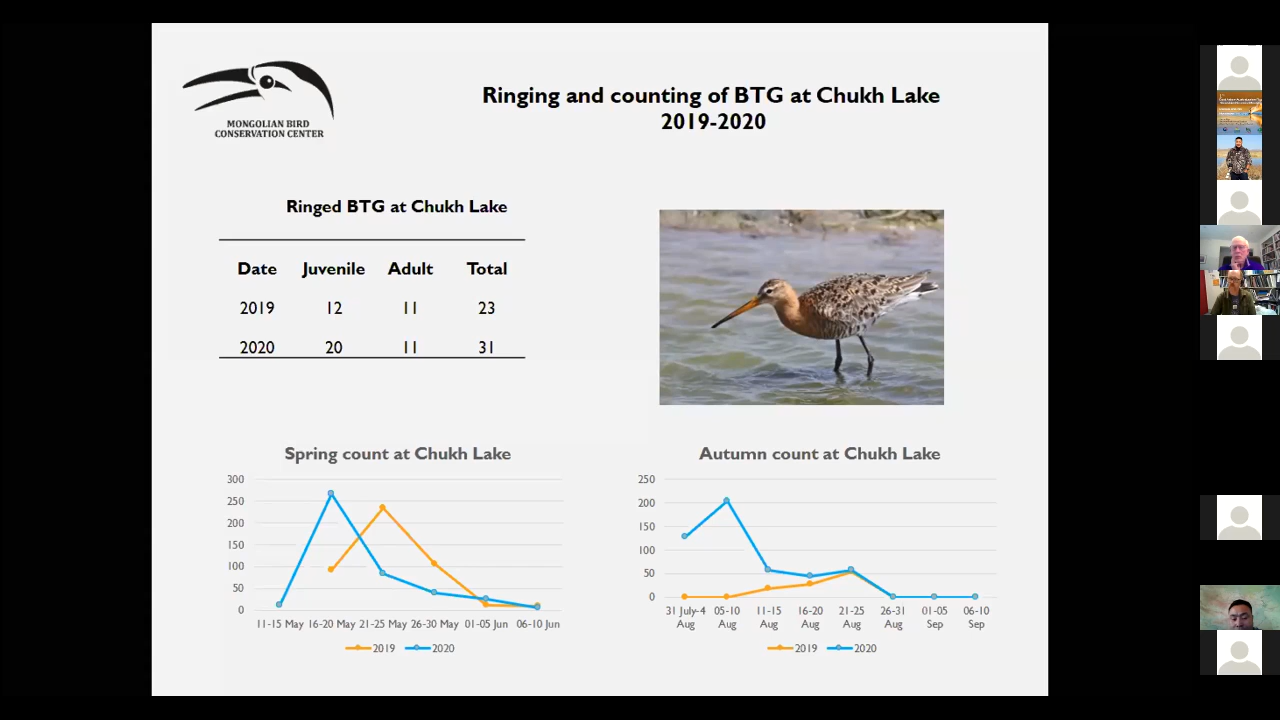 MONGOLIAN BIRD
CONSERVATION CENTER
Ringing and counting of BTG at Chukh Lake
2019-2020
Ringed BTG at Chukh Lake
Date Juvenile Adult Total
2019 12 11 23
2020 20 11 31
Spring count at Chukh Lake
300
250
200
150
100
50
0
11-15 May 16-20 May 21-25 May 26-30 May 01-05 Jun 06-10 Jun
2019 2020
Autumn count at Chukh Lake
250
200
150
100
50
0
31 July-4 05-10 11-15 16-20 21-25 26-31 01-05 06-10
Aug Aug Aug Aug Aug Aug Sep Sep
2019 2020